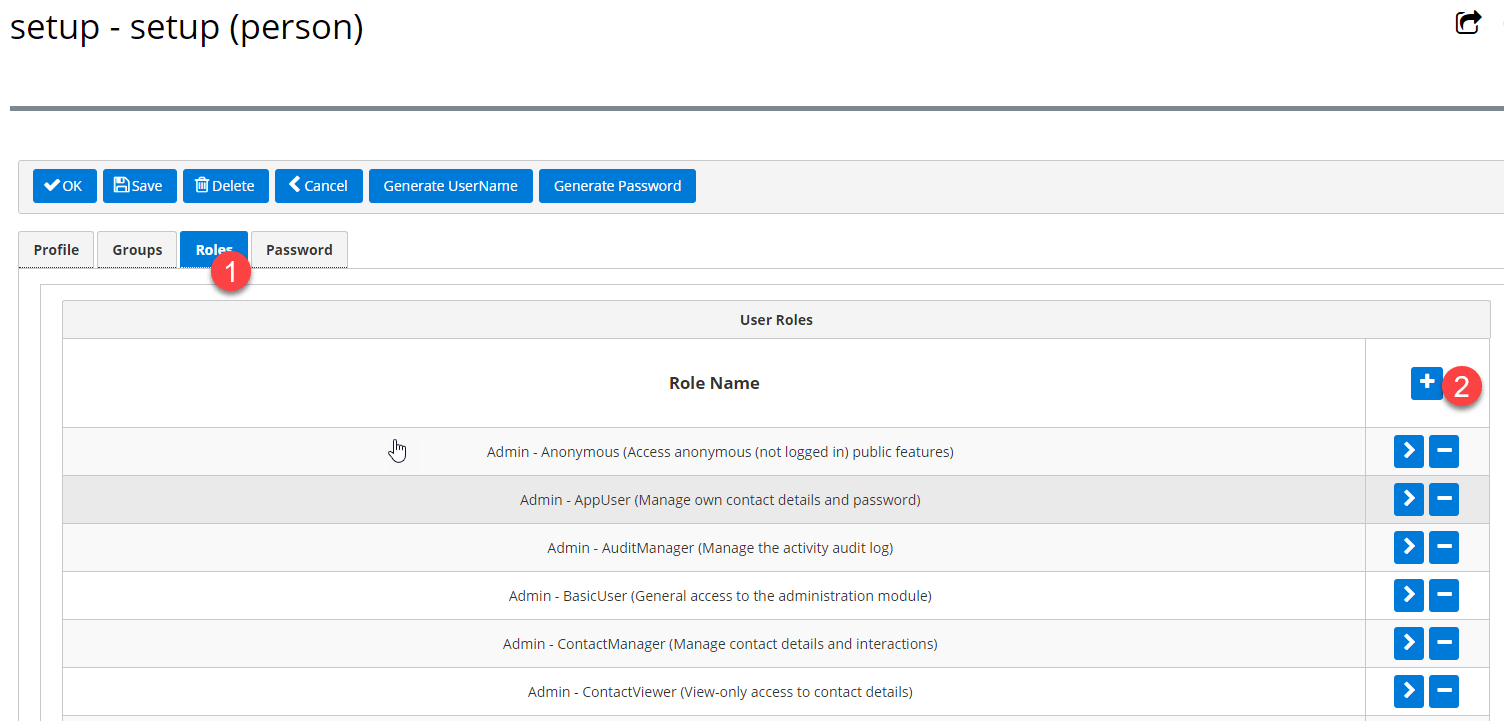 setup - setup (person)
OK Save Delete Cancel Generate UserName Generate Password
Profile Groups Roles Password
1
User Roles
Role Name
2
Admin - Anonymous (Access anonymous (not logged in) public features)
Admin - AppUser (Manage own contact details and password)
Admin - AuditManager (Manage the activity audit log)
Admin - BasicUser (General access to the administration module)
Admin - ContactManager (Manage contact details and interactions)
Admin - ContactViewer (View-only access to contact details)